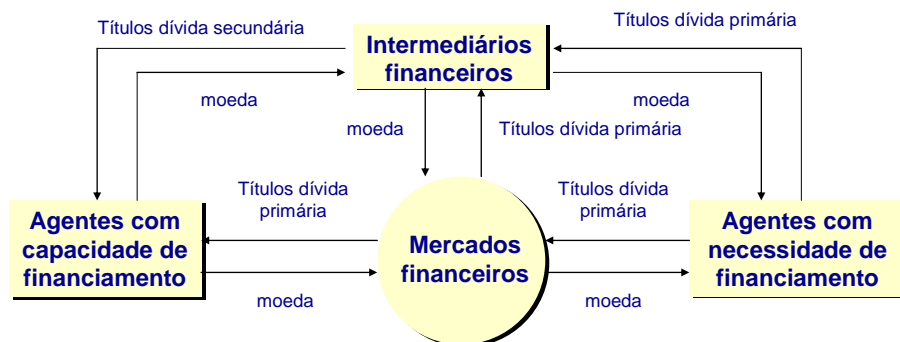 Títulos dívida secundária
Títulos dívida primária
Intermediários
financeiros
moeda
moeda
moeda
Títulos dívida primária
Títulos dívida
primária
Títulos dívida
primária
Agentes com
capacidade de
financiamento
Mercados
financeiros
Agentes com
necessidade de
financiamento
moeda
moeda